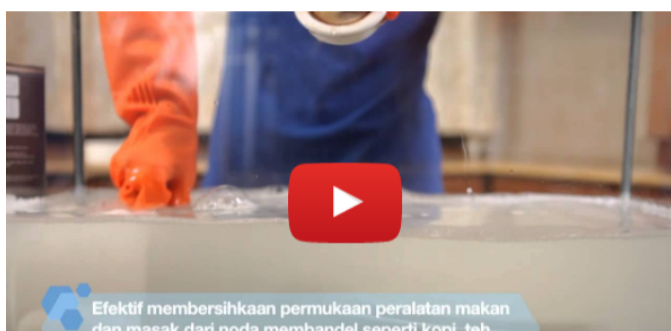 Efektif membersihkaan permukaan peralatan makan
dan masak dari noda membandel seperti kopi, teh